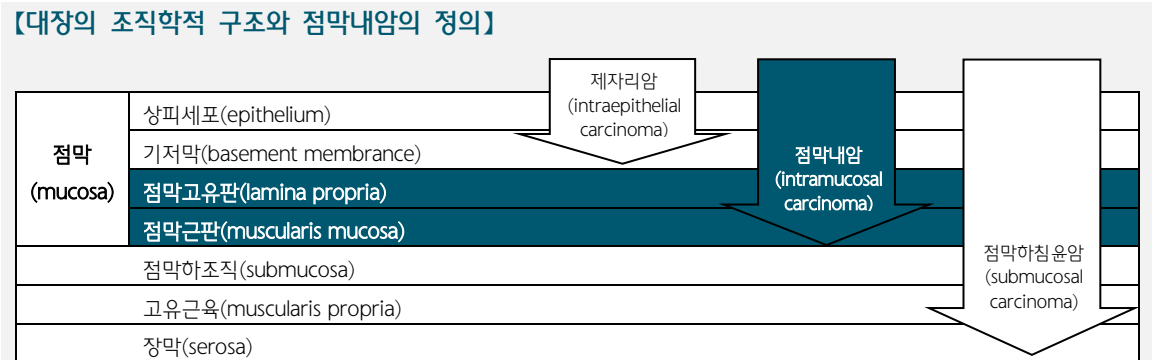 【대장의 조직학적 구조와 점막내암의 정의】
제자리암
(intraepithelial
carcinoma)
점막내암
(intramucosal
carcinoma)
점막하침윤암
(submucosal
carcinoma)
점막
(mucosa)
상피세포(epithelium)
기저막(basement membrance)
점막고유판(lamina propria)
점막근판(muscularis mucosa)
점막하조직(submucosa)
고유근육(muscularis propria)
장막(serosa)